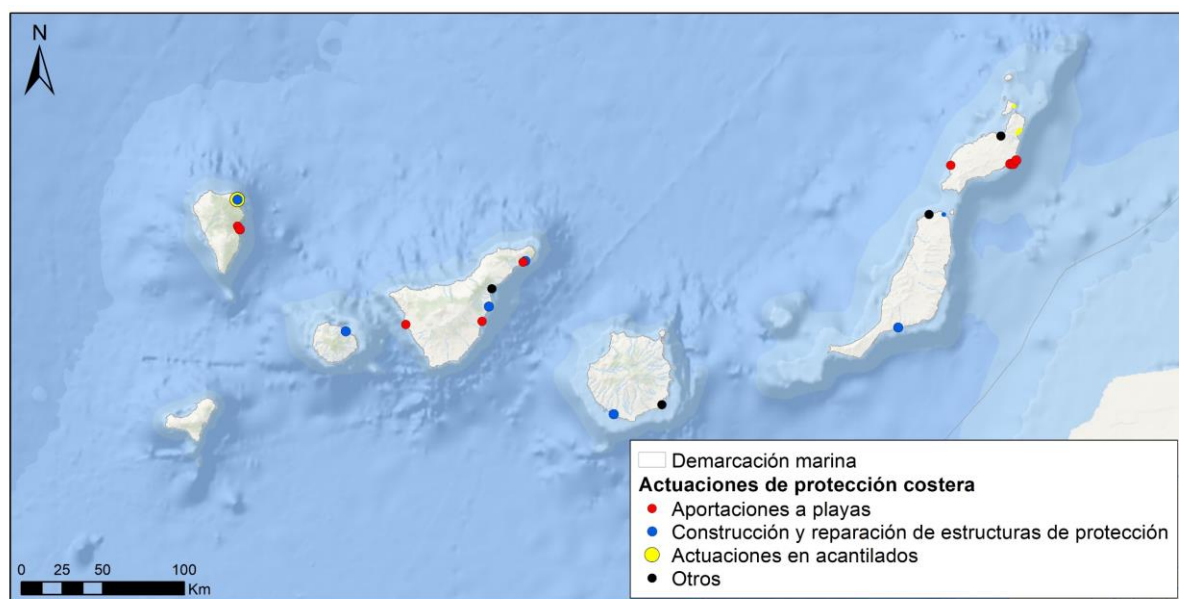 N
Demarcación marina
Actuaciones de protección costera
Aportaciones a playas
Construcción y reparación de estructuras de protección
Actuaciones en acantilados
Otros
0 25 50 100
Km